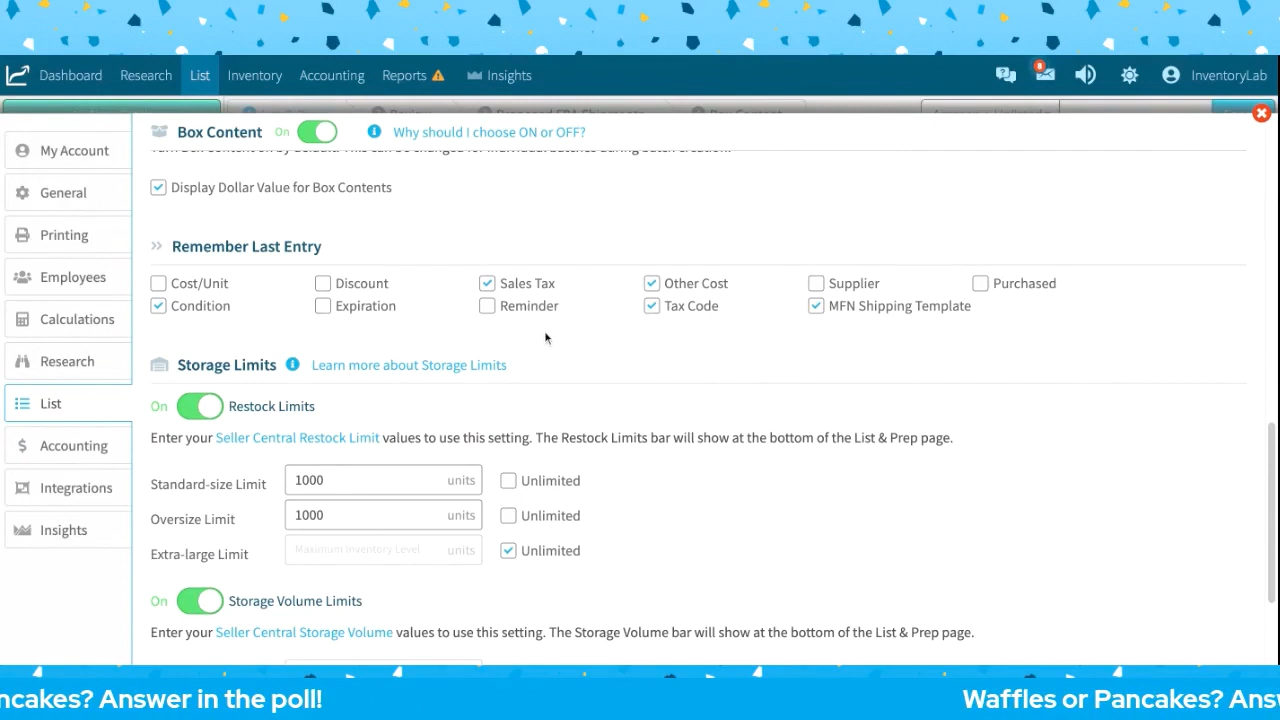 Dashboard Research List Inventory Accounting Reports Insights 8 InventoryLab
My Account
General
Printing
Employees
Calculations
Research
List
Accounting
Integrations
Insights
Box Content On Why should I choose ON or OFF?
Display Dollar Value for Box Contents
Remember Last Entry
Cost/Unit Discount Sales Tax Other Cost Supplier Purchased
Condition Expiration Reminder Tax Code MFN Shipping Template
Storage Limits Learn more about Storage Limits
On Restock Limits
Enter your Seller Central Restock Limit values to use this setting. The Restock Limits bar will show at the bottom of the List & Prep page.
Standard-size Limit 1000 units Unlimited
Oversize Limit 1000 units Unlimited
Extra-large Limit Maximum Inventory Level units Unlimited
On Storage Volume Limits
Enter your Seller Central Storage Volume values to use this setting. The Storage Volume bar will show at the bottom of the List & Prep page.
ncakes? Answer in the poll! Waffles or Pancakes? Ans